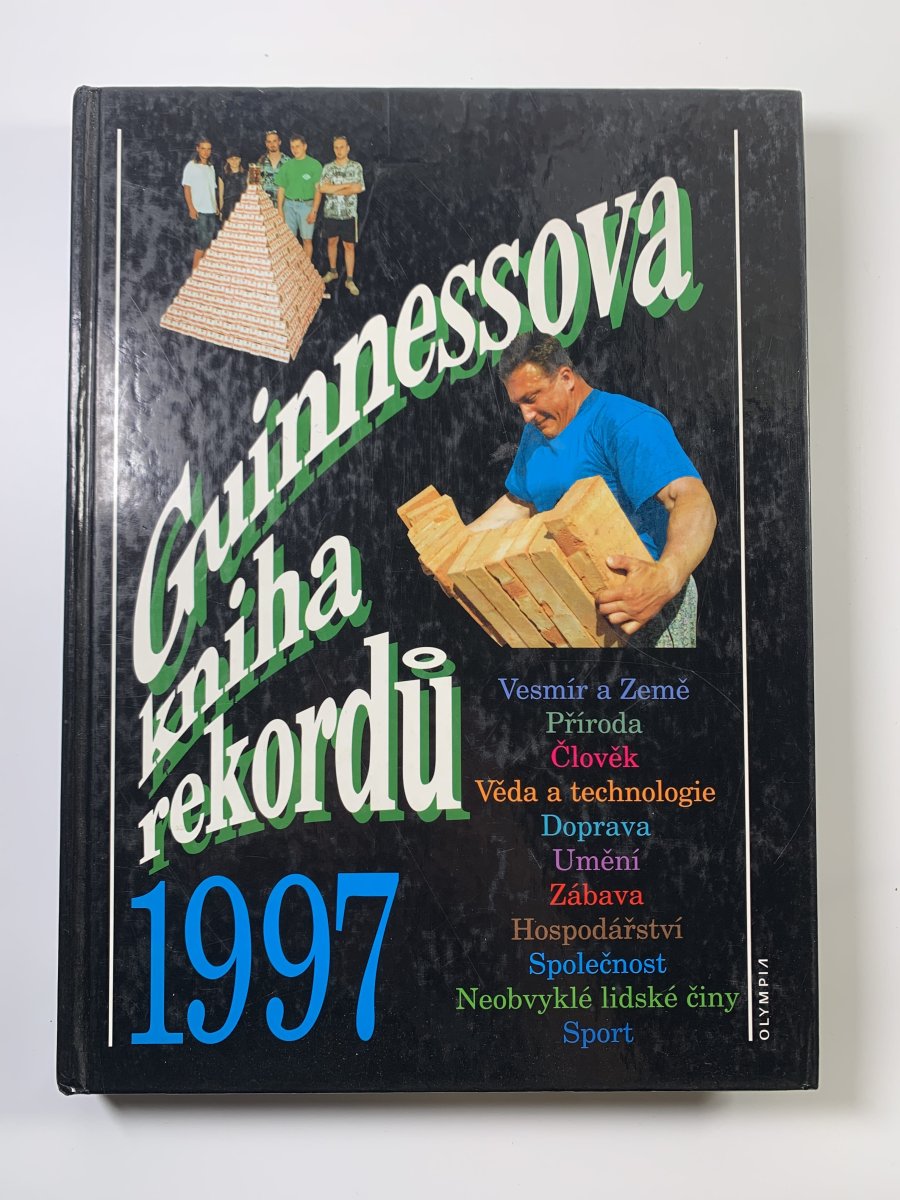 Guinnessova
kniha
rekordů
1997
Vesmír a Země
Příroda
Člověk
Věda a technologie
Doprava
Umění
Zábava
Hospodářství
Společnost
Neobvyklé lidské činy
Sport
OLYMPIA